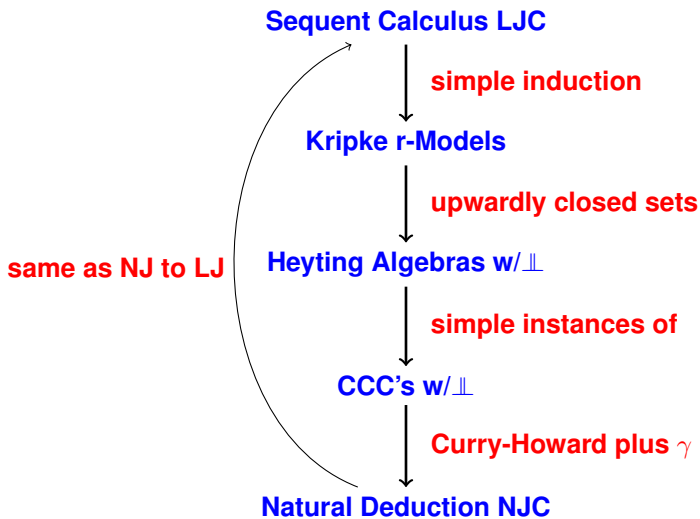 Sequent Calculus LJC
simple induction
Kripke r-Models
upwardly closed sets
same as NJ to LJ
Heyting Algebras w/⫫
simple instances of
CCC's w/⫫
Curry-Howard plus γ
Natural Deduction NJC